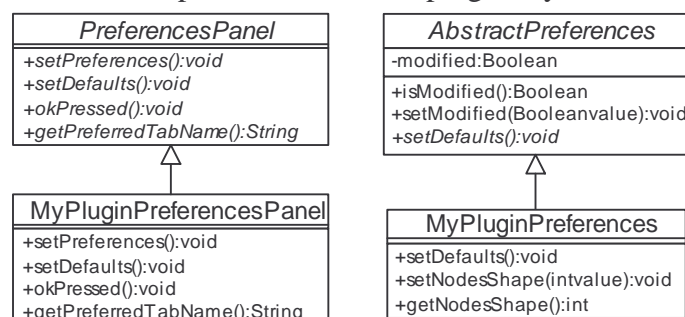 PreferencesPanel
+setPreferences():void
+setDefaults():void
+okPressed():void
+getPreferredTabName():String
MyPluginPreferencesPanel
+setPreferences():void
+setDefaults():void
+okPressed():void
+getPreferredTabName():String
AbstractPreferences
-modified:Boolean
+isModified():Boolean
+setModified(Booleanvalue):void
+setDefaults():void
MyPluginPreferences
+setDefaults():void
+setNodesShape(intvalue):void
+getNodesShape():int